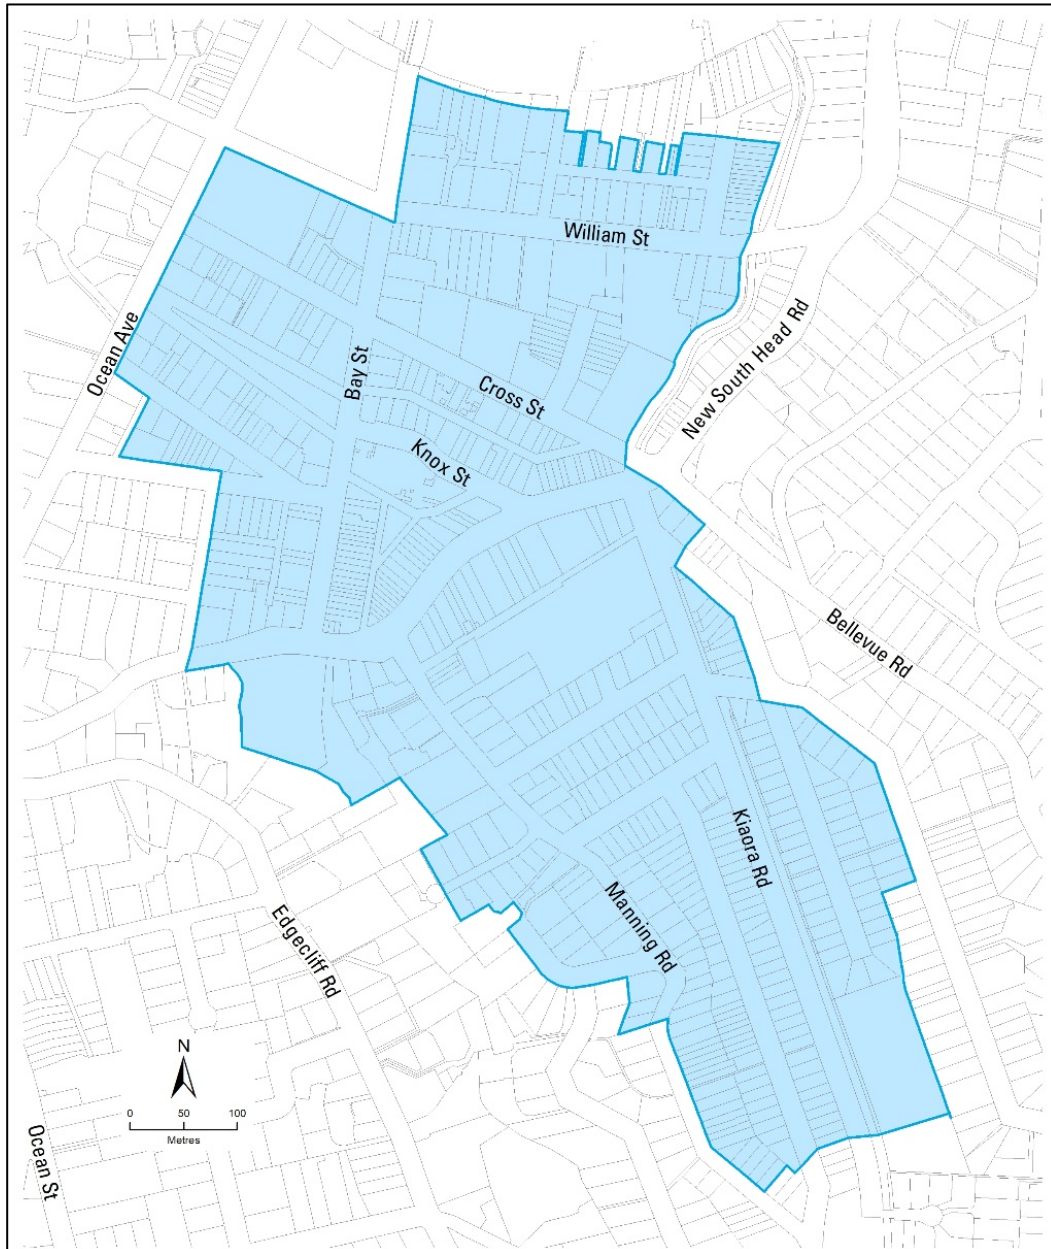 William St
Ocean Ave
New South Head Rd
Bay St
Cross St
Knox St
Bellevue Rd
Kiaora Rd
Manning Rd
Edgecliff Rd
N
0 50 100
Metres
Ocean St